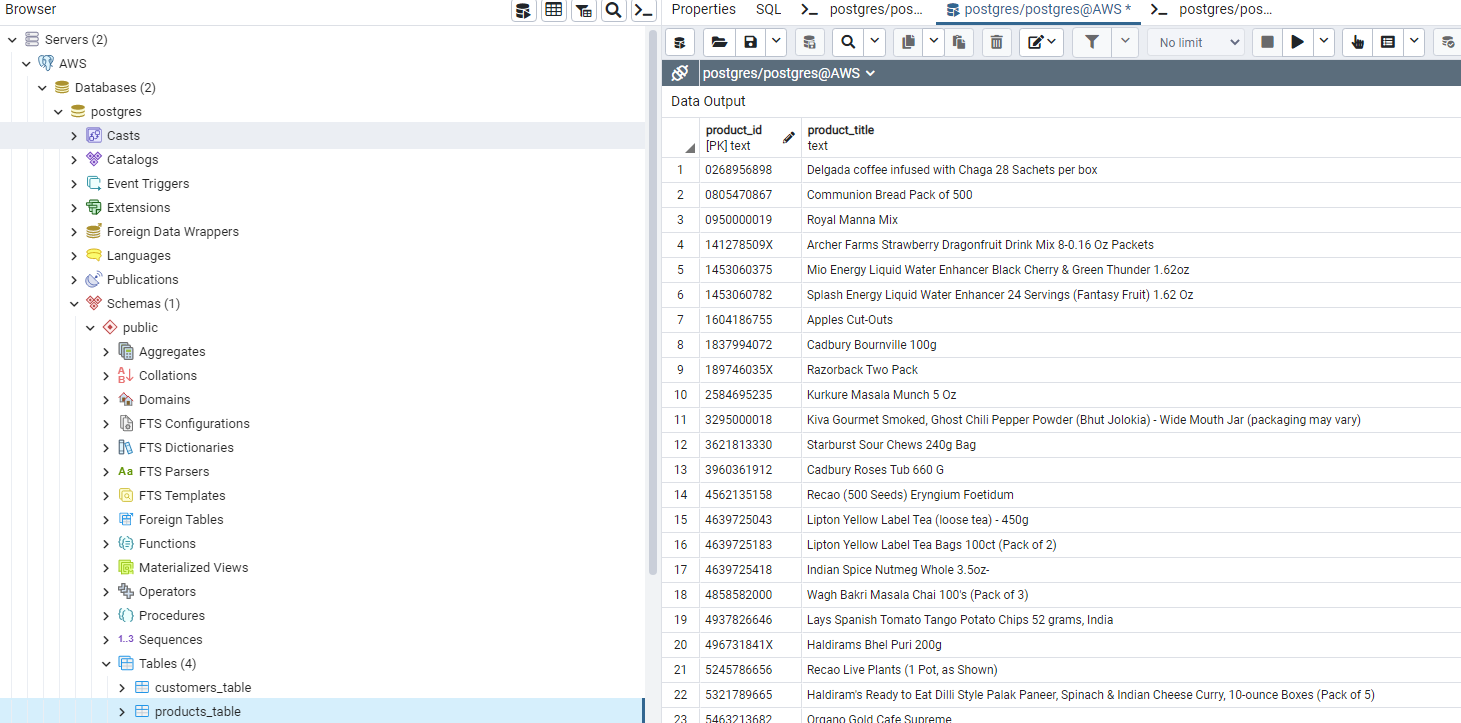 Browser
Servers (2)
AWS
Databases (2)
postgres
Casts
Catalogs
Event Triggers
Extensions
Foreign Data Wrappers
Languages
Publications
Schemas (1)
public
Aggregates
Collations
Domains
FTS Configurations
FTS Dictionaries
Aa FTS Parsers
FTS Templates
Foreign Tables
Functions
Materialized Views
Operators
Procedures
1..3 Sequences
Tables (4)
customers_table
products_table
Properties SQL postgres/pos... postgres/postgres@AWS * postgres/pos...
No limit
postgres/postgres@AWS
Data Output
product_id product_title
[PK] text text
1 0268956898 Delgada coffee infused with Chaga 28 Sachets per box
2 0805470867 Communion Bread Pack of 500
3 0950000019 Royal Manna Mix
4 141278509X Archer Farms Strawberry Dragonfruit Drink Mix 8-0.16 Oz Packets
5 1453060375 Mio Energy Liquid Water Enhancer Black Cherry & Green Thunder 1.62oz
6 1453060782 Splash Energy Liquid Water Enhancer 24 Servings (Fantasy Fruit) 1.62 Oz
7 1604186755 Apples Cut-Outs
8 1837994072 Cadbury Bournville 100g
9 189746035X Razorback Two Pack
10 2584695235 Kurkure Masala Munch 5 Oz
11 3295000018 Kiva Gourmet Smoked, Ghost Chili Pepper Powder (Bhut Jolokia) - Wide Mouth Jar (packaging may vary)
12 3621813330 Starburst Sour Chews 240g Bag
13 3960361912 Cadbury Roses Tub 660 G
14 4562135158 Recao (500 Seeds) Eryngium Foetidum
15 4639725043 Lipton Yellow Label Tea (loose tea) - 450g
16 4639725183 Lipton Yellow Label Tea Bags 100ct (Pack of 2)
17 4639725418 Indian Spice Nutmeg Whole 3.5oz-
18 4858582000 Wagh Bakri Masala Chai 100's (Pack of 3)
19 4937826646 Lays Spanish Tomato Tango Potato Chips 52 grams, India
20 496731841X Haldirams Bhel Puri 200g
21 5245786656 Recao Live Plants (1 Pot, as Shown)
22 5321789665 Haldiram's Ready to Eat Dilli Style Palak Paneer, Spinach & Indian Cheese Curry, 10-ounce Boxes (Pack of 5)
23 5463213682 Organo Gold Cafe Supreme